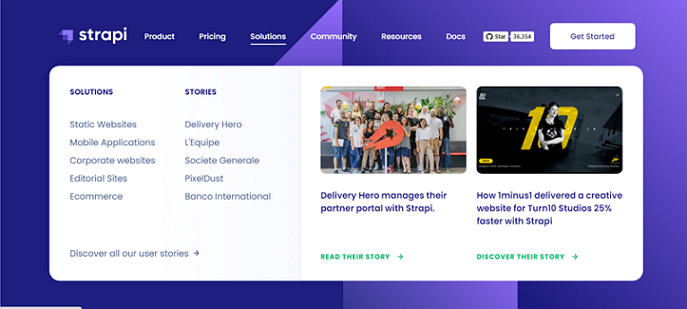 strapi
Product
Pricing
Solutions
Community
Resources
Docs
Star
36,354
Get Started
SOLUTIONS
Static Websites
Mobile Applications
Corporate websites
Editorial Sites
Ecommerce
STORIES
Delivery Hero
L'Equipe
Societe Generale
PixelDust
Banco International
Discover all our user stories →
Delivery Hero manages their
partner portal with Strapi.
READ THEIR STORY →
10
How 1minus1 delivered a creative
website for Turn10 Studios 25%
faster with Strapi
DISCOVER THEIR STORY →